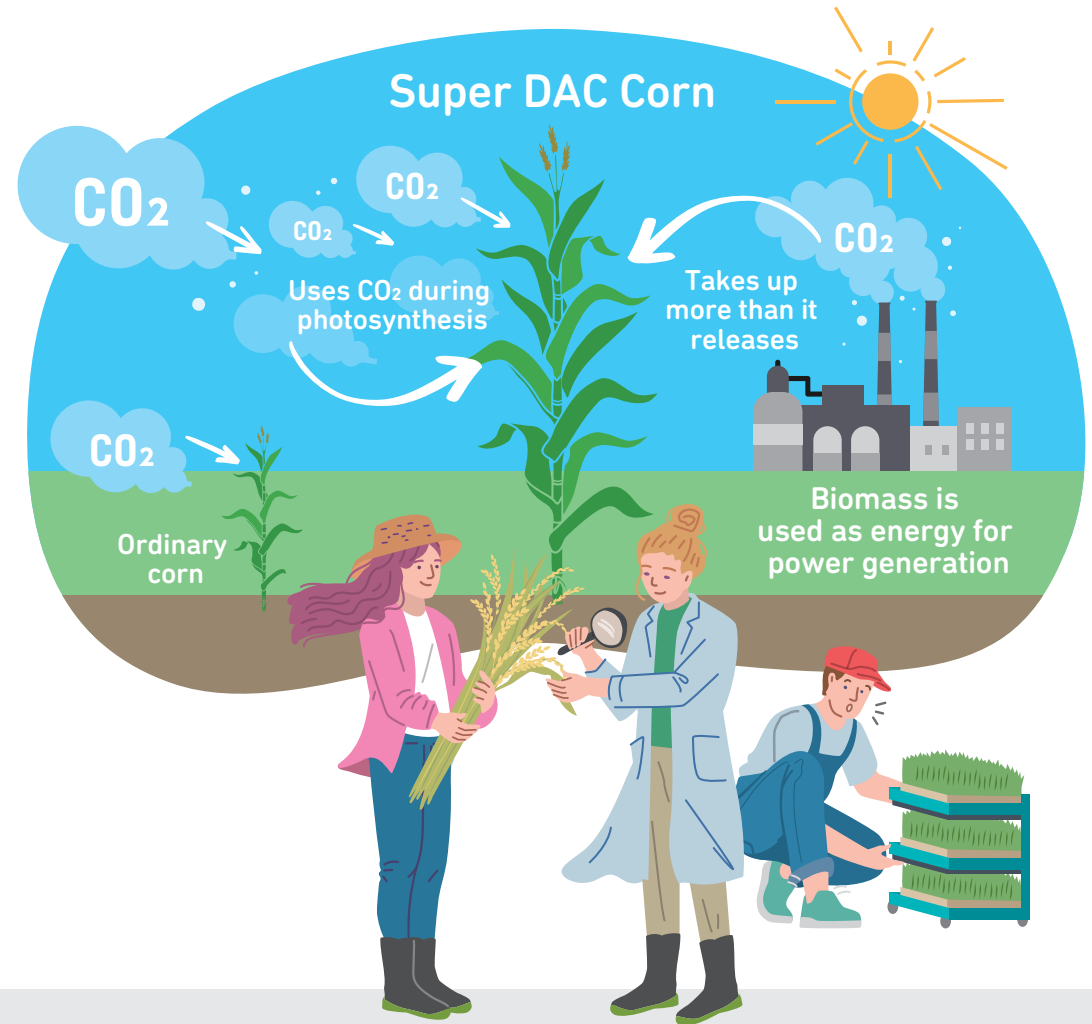 Super DAC Corn
CO₂
CO₂
CO₂
CO₂
Uses CO₂ during
photosynthesis
Takes up
more than it
releases
CO₂
Ordinary
corn
Biomass is
used as energy for
power generation